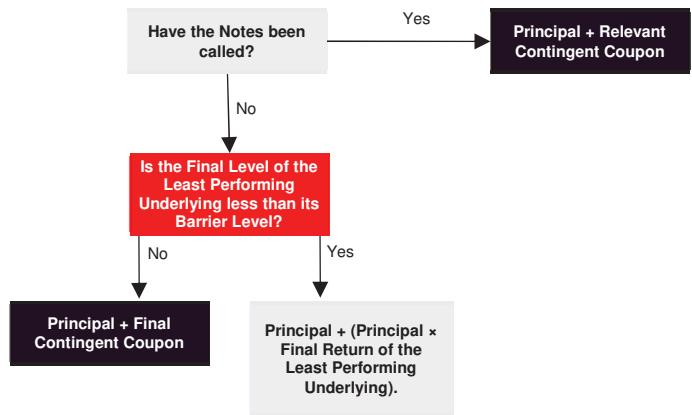 Have the Notes been
called?
Yes
Principal + Relevant
Contingent Coupon
No
Is the Final Level of the
Least Performing
Underlying less than its
Barrier Level?
No
Yes
Principal + Final
Contingent Coupon
Principal + (Principal ×
Final Return of the
Least Performing
Underlying).